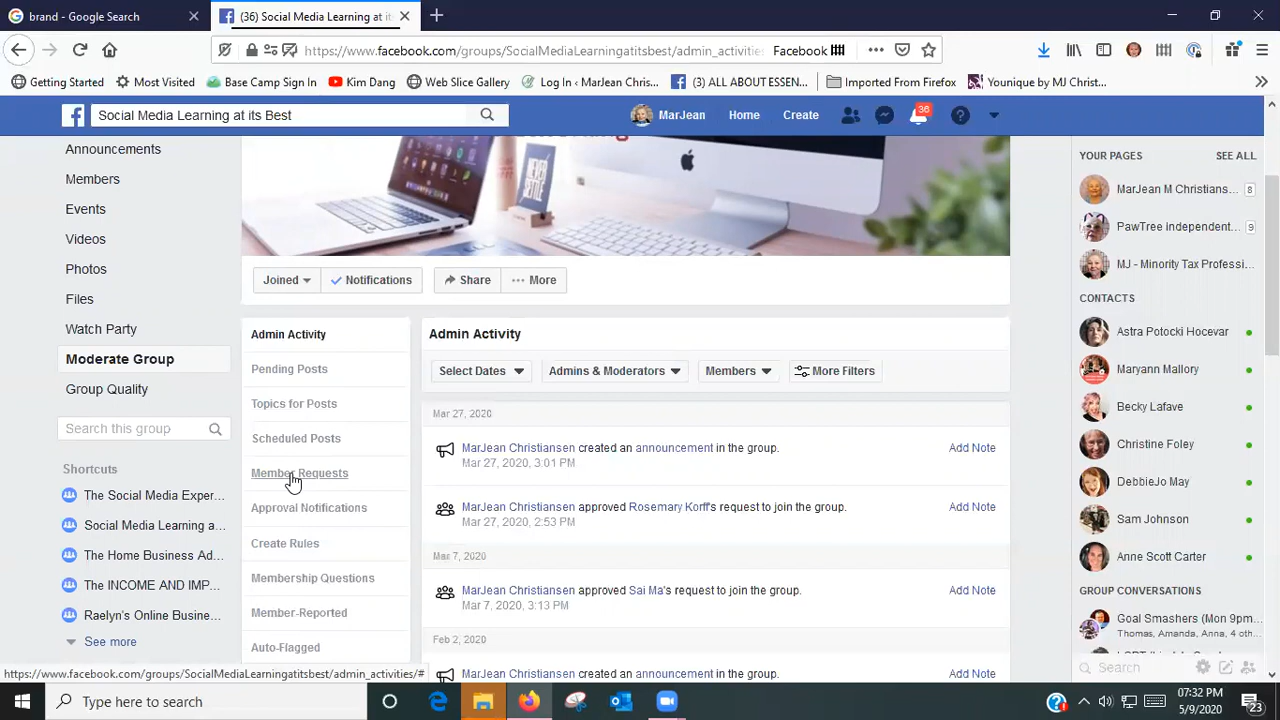 brand - Google Search
(36) Social Media Learning at its
https://www.facebook.com/groups/SocialMediaLearningatitsbest/admin_activitie
Facebook
Getting Started
Most Visited
Base Camp Sign In
Kim Dang
Web Slice Gallery
Log In ‹ MarJean Chris...
(3) ALL ABOUT ESSEN...
Imported From Firefox
Younique by MJ Christ...
Social Media Learning at its Best
MarJean
Home
Create
36
Announcements
Members
Events
Videos
Photos
Files
Watch Party
Moderate Group
Group Quality
Search this group
Shortcuts
The Social Media Exper...
Social Media Learning a...
The Home Business Ad...
The INCOME AND IMP...
Raelyn's Online Busine...
See more
NEVER
SETTLE
Joined
Notifications
Share
More
Admin Activity
Pending Posts
Topics for Posts
Scheduled Posts
Member Requests
Approval Notifications
Create Rules
Membership Questions
Member-Reported
Auto-Flagged
Admin Activity
Select Dates
Admins & Moderators
Members
More Filters
Mar 27, 2020
MarJean Christiansen created an announcement in the group.
Add Note
Mar 27, 2020, 3:01 PM
MarJean Christiansen approved Rosemary Korff's request to join the group.
Add Note
Mar 27, 2020, 2:53 PM
Mar 7, 2020
MarJean Christiansen approved Sai Ma's request to join the group.
Add Note
Mar 7, 2020, 3:13 PM
Feb 2, 2020
MarJean Christiansen created an announcement in the group.
Add Note
YOUR PAGES
SEE ALL
MarJean M Christians...
8
PawTree Independent...
9
MJ - Minority Tax Professi...
CONTACTS
Astra Potocki Hocevar
Maryann Mallory
Becky Lafave
Christine Foley
DebbieJo May
Sam Johnson
Anne Scott Carter
GROUP CONVERSATIONS
Goal Smashers (Mon 9pm...
Thomas, Amanda, Anna, 4 oth...
Search
https://www.facebook.com/groups/SocialMediaLearningatitsbest/admin_activities/#
Type here to search
07:32 PM
5/9/2020
23